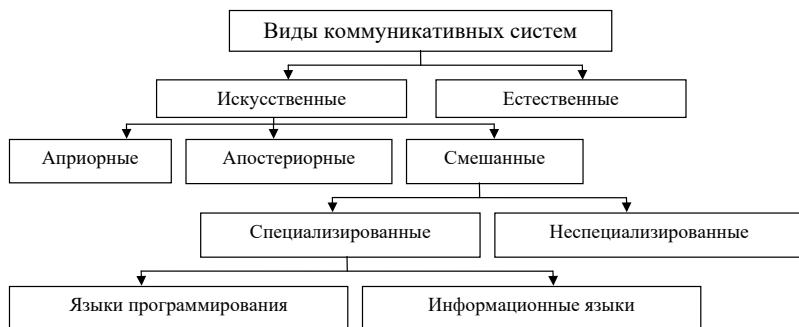 Виды коммуникативных систем
Искусственные
Естественные
Априорные
Апостериорные
Смешанные
Специализированные
Неспециализированные
Языки программирования
Информационные языки